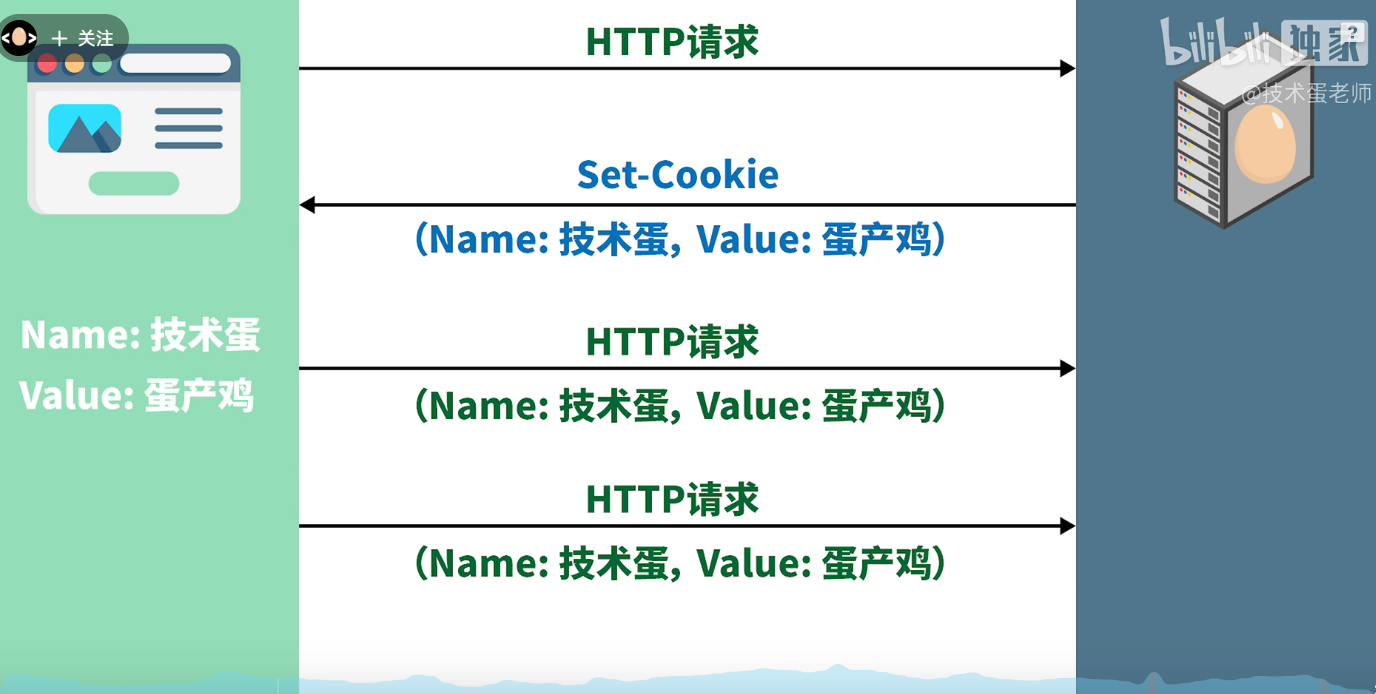 + 关注
bilibili 独家
@技术蛋老师
HTTP请求
Set-Cookie
（Name: 技术蛋, Value: 蛋产鸡）
Name: 技术蛋
Value: 蛋产鸡
HTTP请求
（Name: 技术蛋, Value: 蛋产鸡）
HTTP请求
（Name: 技术蛋, Value: 蛋产鸡）